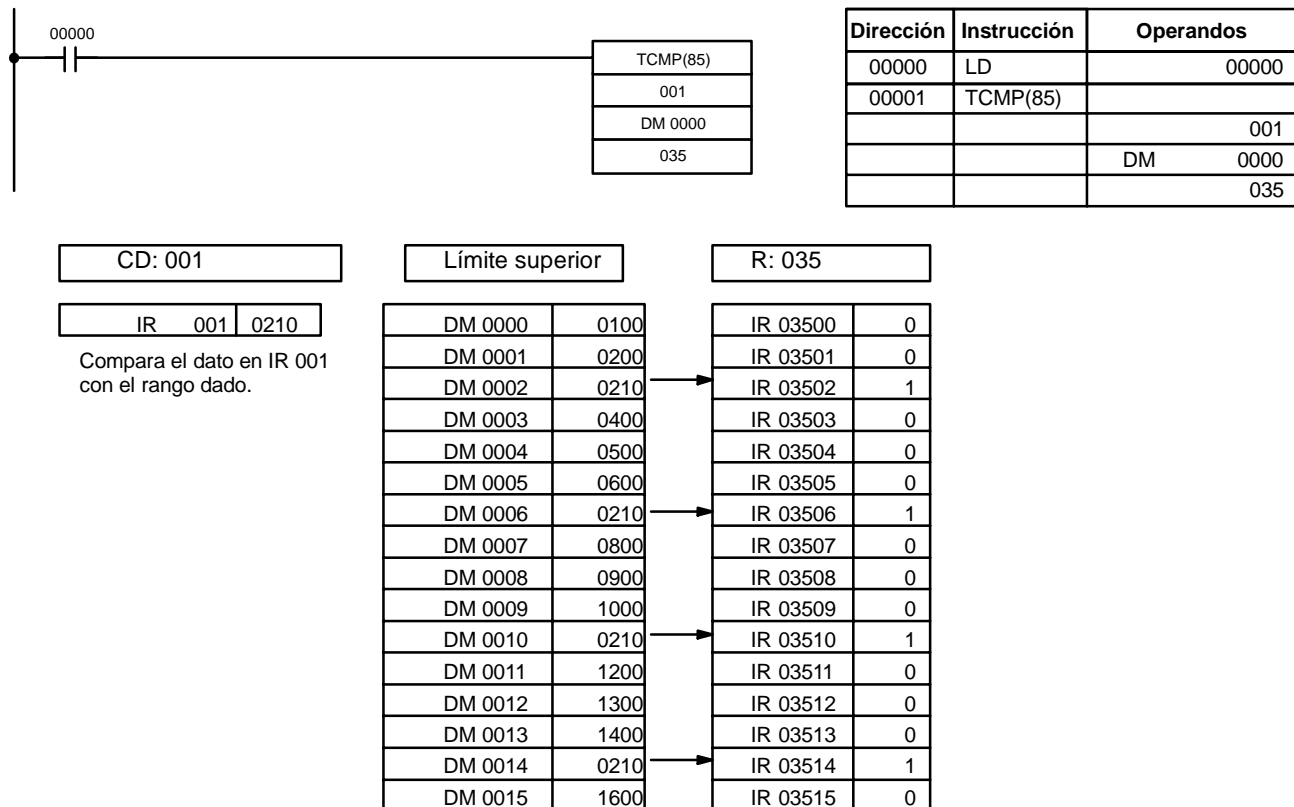 00000
TCMP(85)
001
DM 0000
035
Dirección Instrucción Operandos
00000 LD 00000
00001 TCMP(85)
001
DM 0000
035
CD: 001
IR 001 0210
Compara el dato en IR 001
con el rango dado.
Límite superior R: 035
DM 0000 0100 IR 03500 0
DM 0001 0200 IR 03501 0
DM 0002 0210 IR 03502 1
DM 0003 0400 IR 03503 0
DM 0004 0500 IR 03504 0
DM 0005 0600 IR 03505 0
DM 0006 0210 IR 03506 1
DM 0007 0800 IR 03507 0
DM 0008 0900 IR 03508 0
DM 0009 1000 IR 03509 0
DM 0010 0210 IR 03510 1
DM 0011 1200 IR 03511 0
DM 0012 1300 IR 03512 0
DM 0013 1400 IR 03513 0
DM 0014 0210 IR 03514 1
DM 0015 1600 IR 03515 0